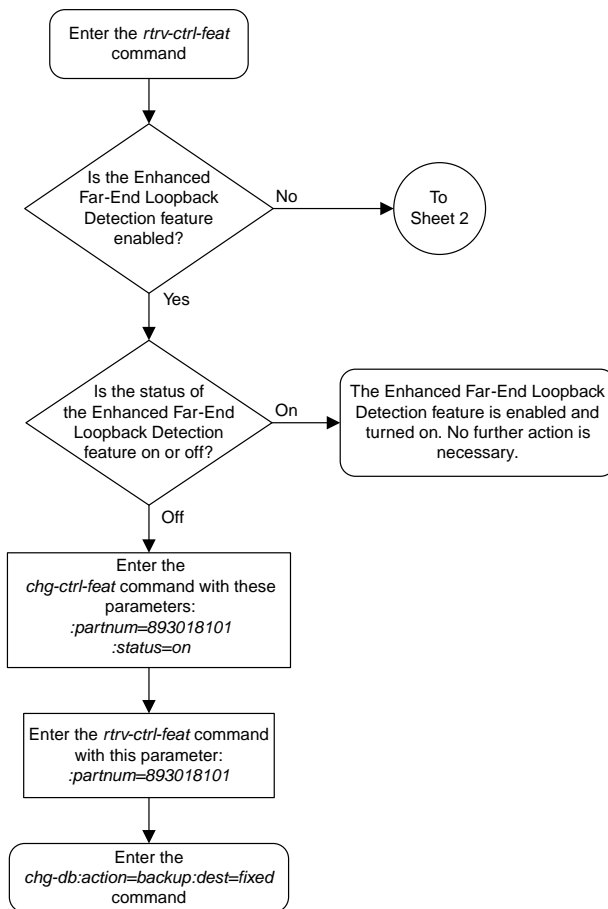 Enter the rtrv-ctrl-feat
command
Is the Enhanced
Far-End Loopback
Detection feature
enabled?
No
To
Sheet 2
Yes
Is the status of
the Enhanced Far-End
Loopback Detection
feature on or off?
On
The Enhanced Far-End Loopback
Detection feature is enabled and
turned on. No further action is
necessary.
Off
Enter the
chg-ctrl-feat command with these
parameters:
:partnum=893018101
:status=on
Enter the rtrv-ctrl-feat command
with this parameter:
:partnum=893018101
Enter the
chg-db:action=backup:dest=fixed
command